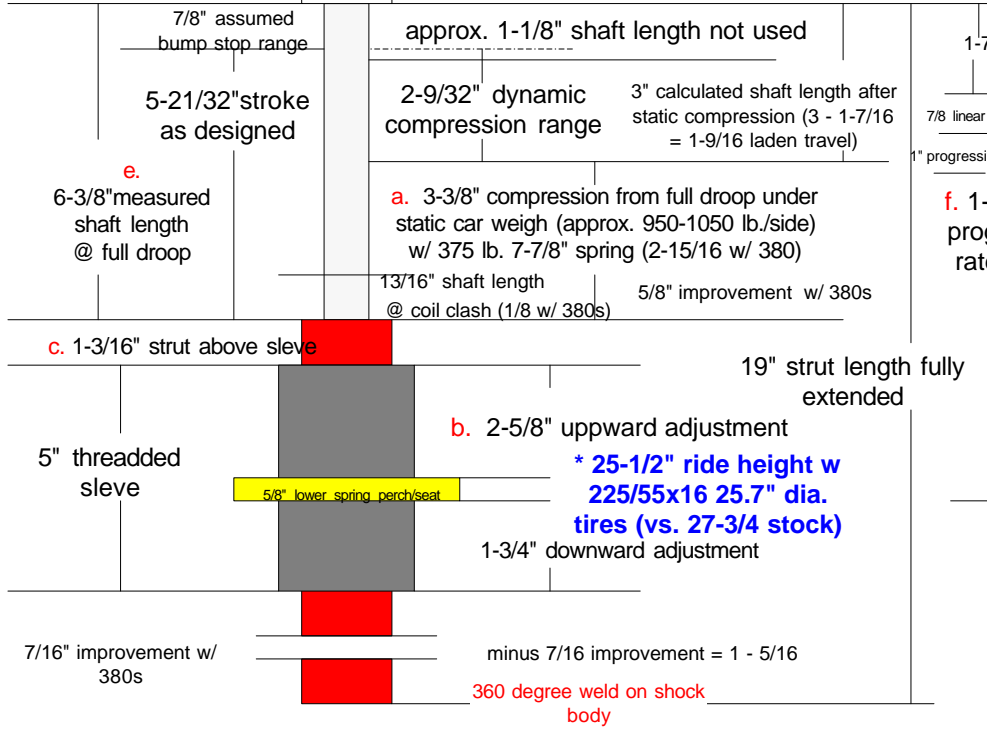 7/8" assumed
bump stop range
approx. 1-1/8" shaft length not used
1-7
5-21/32"stroke
as designed
2-9/32" dynamic
compression range
3" calculated shaft length after
static compression (3 - 1-7/16
= 1-9/16 laden travel)
7/8 linear
1" progressi
e.
6-3/8"measured
shaft length
@ full droop
a. 3-3/8" compression from full droop under
static car weigh (approx. 950-1050 lb./side)
w/ 375 lb. 7-7/8" spring (2-15/16 w/ 380)
f. 1-
prog
rate
13/16" shaft length
@ coil clash (1/8 w/ 380s)
5/8" improvement w/ 380s
c. 1-3/16" strut above sleve
19" strut length fully
extended
5" threadded
sleve
b. 2-5/8" uppward adjustment
* 25-1/2" ride height w
225/55x16 25.7" dia.
tires (vs. 27-3/4 stock)
5/8" lower spring perch/seat
1-3/4" downward adjustment
7/16" improvement w/
380s
minus 7/16 improvement = 1 - 5/16
360 degree weld on shock
body